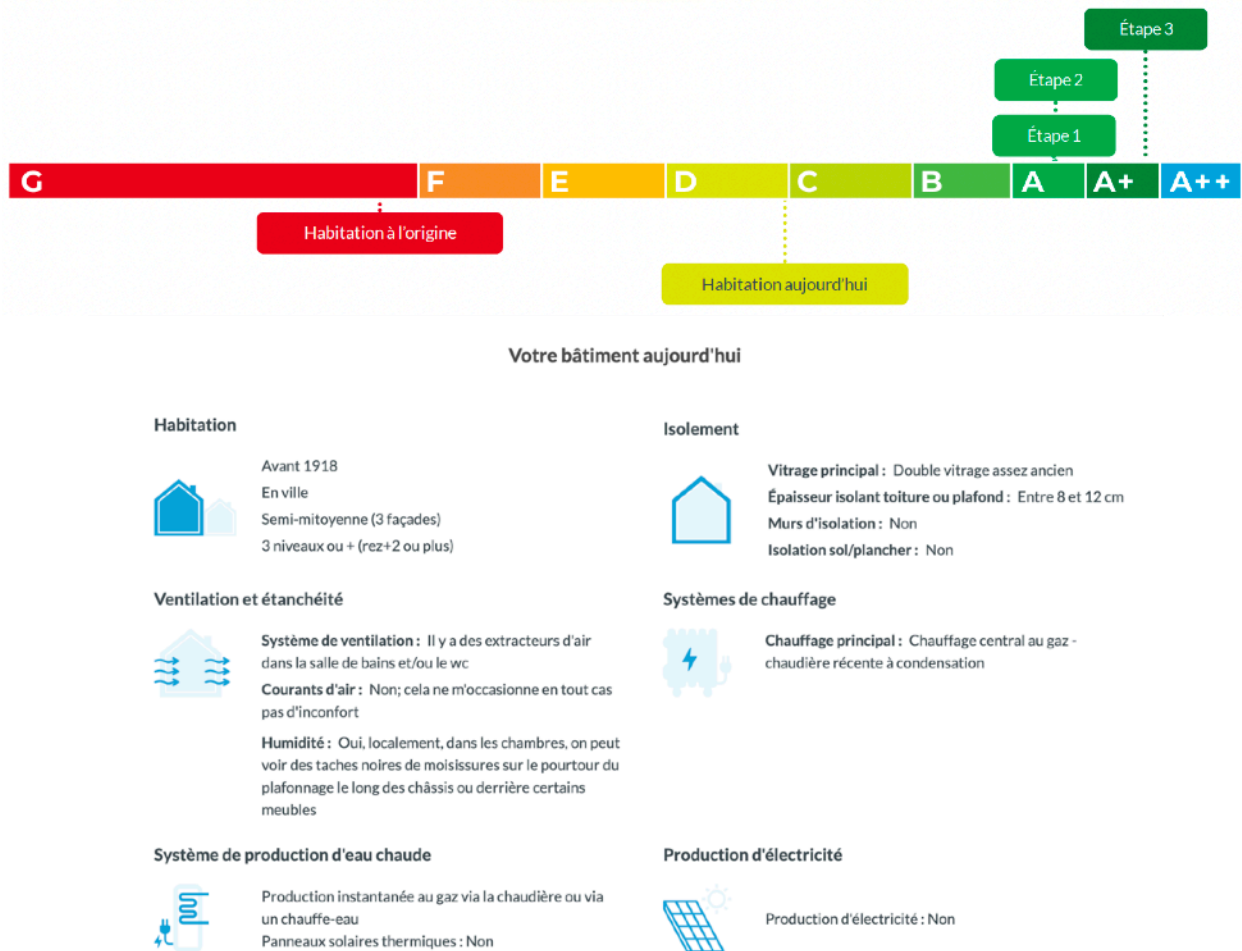 Étape 3
Étape 2
Étape 1
G F E D C B A A+ A++
Habitation à l'origine
Habitation aujourd'hui
Votre bâtiment aujourd'hui
Habitation
Avant 1918
En ville
Semi-mitoyenne (3 façades)
3 niveaux ou + (rez+2 ou plus)
Isolement
Vitrage principal : Double vitrage assez ancien
Épaisseur isolant toiture ou plafond : Entre 8 et 12 cm
Murs d'isolation : Non
Isolation sol/plancher : Non
Ventilation et étanchéité
Système de ventilation : Il y a des extracteurs d'air
dans la salle de bains et/ou le wc
Courants d'air : Non; cela ne m'occasionne en tout cas
pas d'inconfort
Humidité : Oui, localement, dans les chambres, on peut
voir des taches noires de moisissures sur le pourtour du
plafonnage le long des châssis ou derrière certains
meubles
Systèmes de chauffage
Chauffage principal : Chauffage central au gaz -
chaudière récente à condensation
Système de production d'eau chaude
Production instantanée au gaz via la chaudière ou via
un chauffe-eau
Panneaux solaires thermiques : Non
Production d'électricité
Production d'électricité : Non